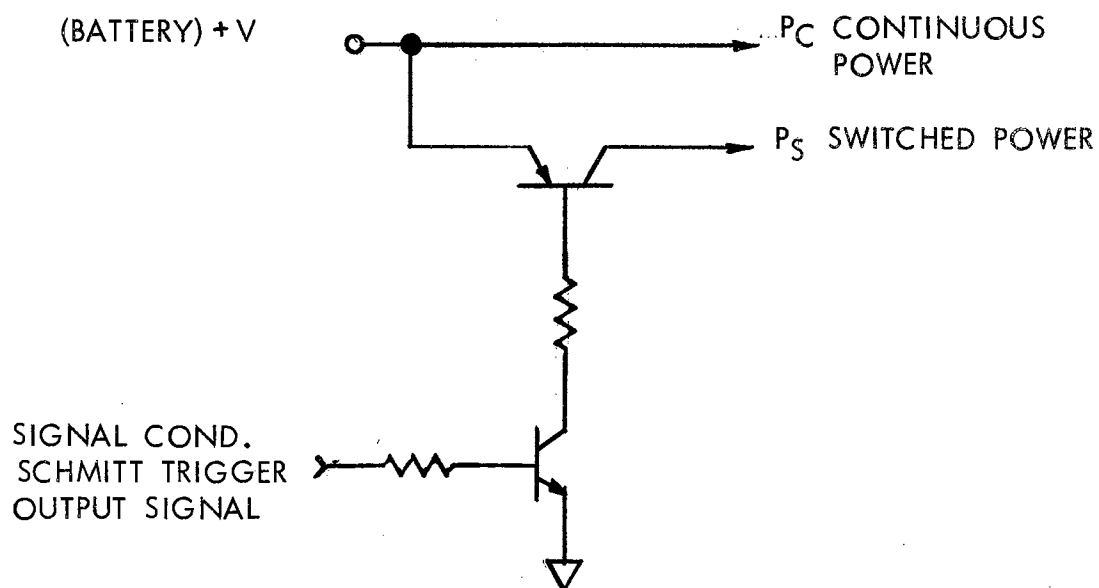 (BATTERY) + V
PC CONTINUOUS
POWER
PS SWITCHED POWER
SIGNAL COND.
SCHMITT TRIGGER
OUTPUT SIGNAL